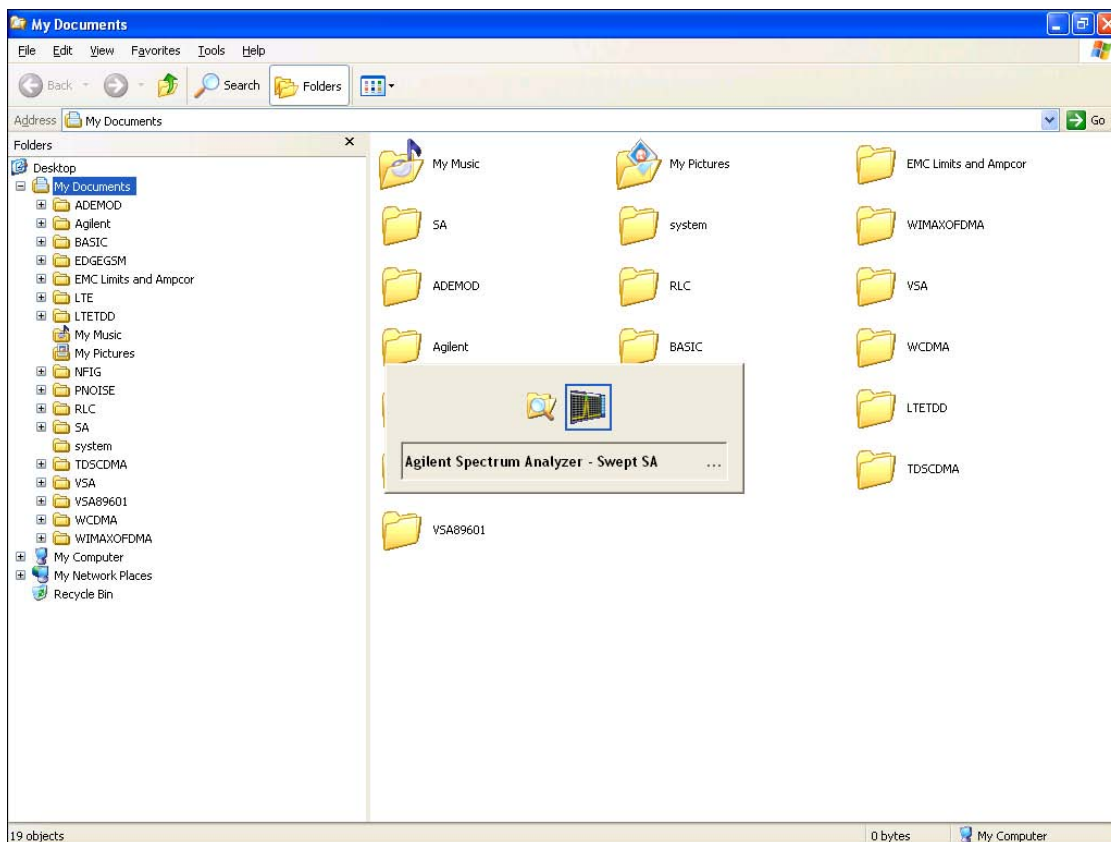 My Documents
File Edit View Favorites Tools Help
Back Search Folders
Address My Documents Go
Folders
Desktop
My Documents
ADEMOD
Agilent
BASIC
EDGEGSM
EMC Limits and Ampcor
LTE
LTETDD
My Music
My Pictures
NFIG
PNOISE
RLC
SA
system
TDSCDMA
VSA
VSA89601
WCDMA
WIMAXOFDMA
My Computer
My Network Places
Recycle Bin
My Music My Pictures EMC Limits and Ampcor
SA system WIMAXOFDMA
ADEMOD RLC VSA
Agilent BASIC WCDMA
LTETDD
Agilent Spectrum Analyzer - Swept SA ...
TDSCDMA
VSA89601
19 objects 0 bytes My Computer